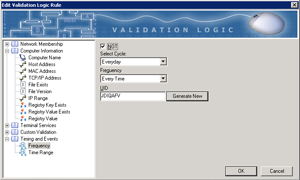 Edit Validation Logic Rule
VALIDATION LOGIC
Network Membership
Computer Information
Computer Name
Host Address
MAC Address
TCP/IP Address
File Exists
File Version
IP Range
Registry Key Exists
Registry Value Exists
Registry Value
Terminal Services
Custom Validation
Timing and Events
Frequency
Time Range
NOT
Select Cycle:
Everyday
Frequency
Every Time
UID
Generate New
OK
Cancel